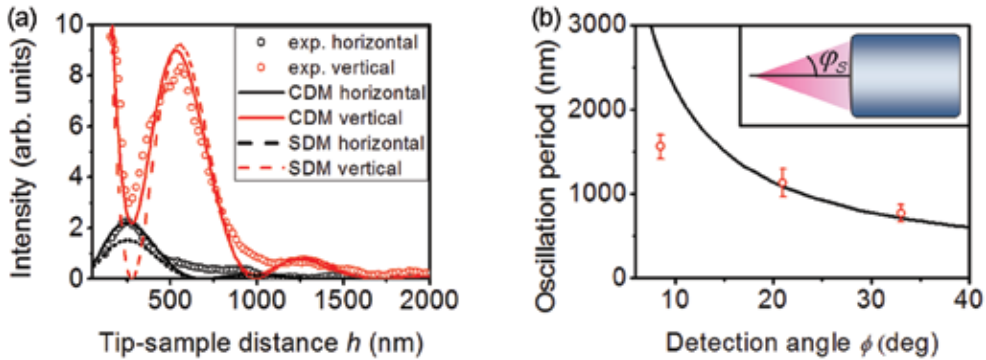 (a)
10
8
6
4
2
0
Intensity (arb. units)
exp. horizontal
exp. vertical
CDM horizontal
CDM vertical
SDM horizontal
SDM vertical
500
1000
1500
2000
Tip-sample distance h (nm)
(b)
3000
2000
1000
0
Oscillation period (nm)
φs
10
20
30
40
Detection angle ϕ (deg)